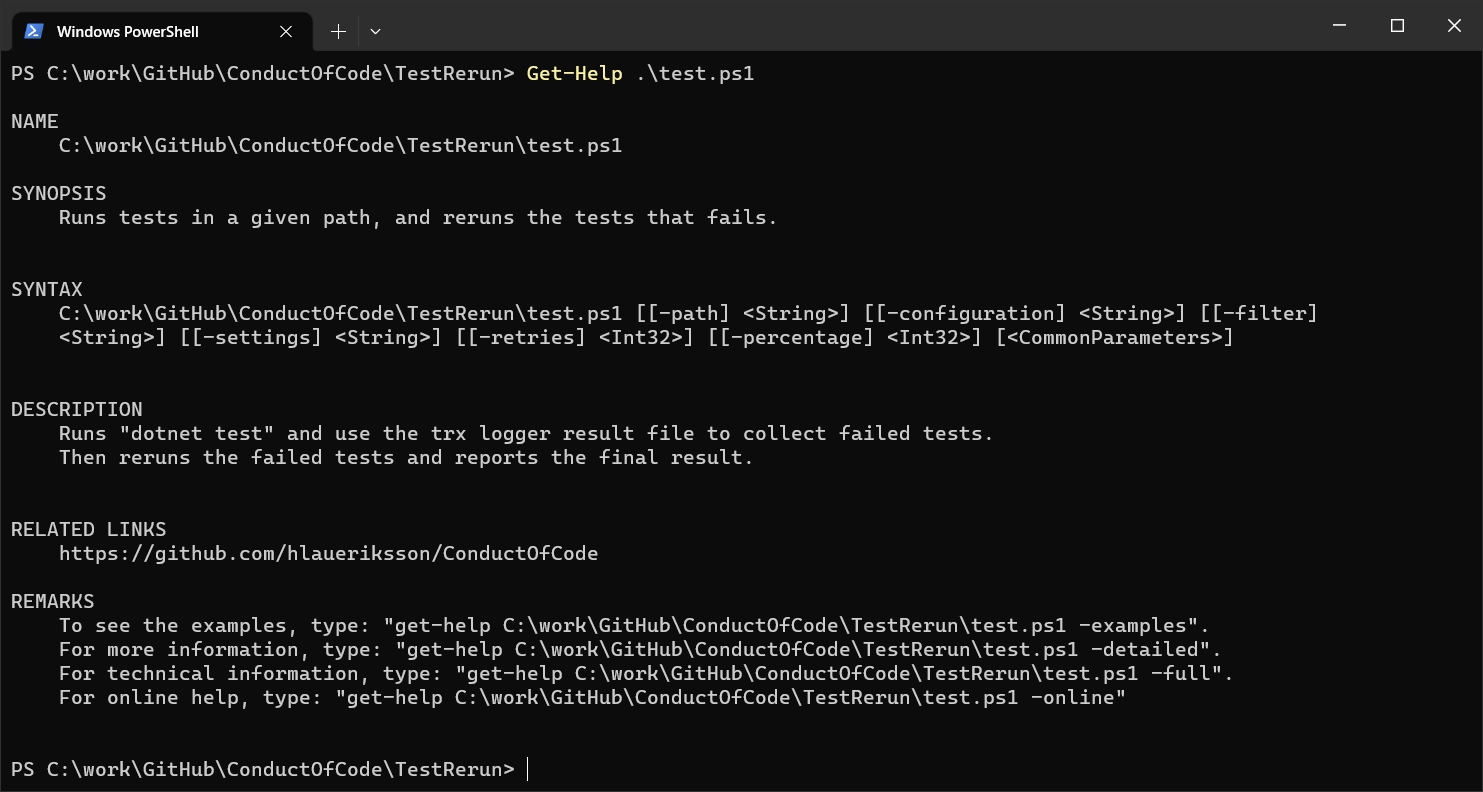 Windows PowerShell
PS C:\work\GitHub\ConductOfCode\TestRerun> Get-Help .\test.ps1
NAME
C:\work\GitHub\ConductOfCode\TestRerun\test.ps1
SYNOPSIS
Runs tests in a given path, and reruns the tests that fails.
SYNTAX
C:\work\GitHub\ConductOfCode\TestRerun\test.ps1 [[-path] <String>] [[-configuration] <String>] [[-filter]
<String>] [[-settings] <String>] [[-retries] <Int32>] [[-percentage] <Int32>] [<CommonParameters>]
DESCRIPTION
Runs "dotnet test" and use the trx logger result file to collect failed tests.
Then reruns the failed tests and reports the final result.
RELATED LINKS
https://github.com/hlaueriksson/ConductOfCode
REMARKS
To see the examples, type: "get-help C:\work\GitHub\ConductOfCode\TestRerun\test.ps1 -examples".
For more information, type: "get-help C:\work\GitHub\ConductOfCode\TestRerun\test.ps1 -detailed".
For technical information, type: "get-help C:\work\GitHub\ConductOfCode\TestRerun\test.ps1 -full".
For online help, type: "get-help C:\work\GitHub\ConductOfCode\TestRerun\test.ps1 -online"
PS C:\work\GitHub\ConductOfCode\TestRerun>